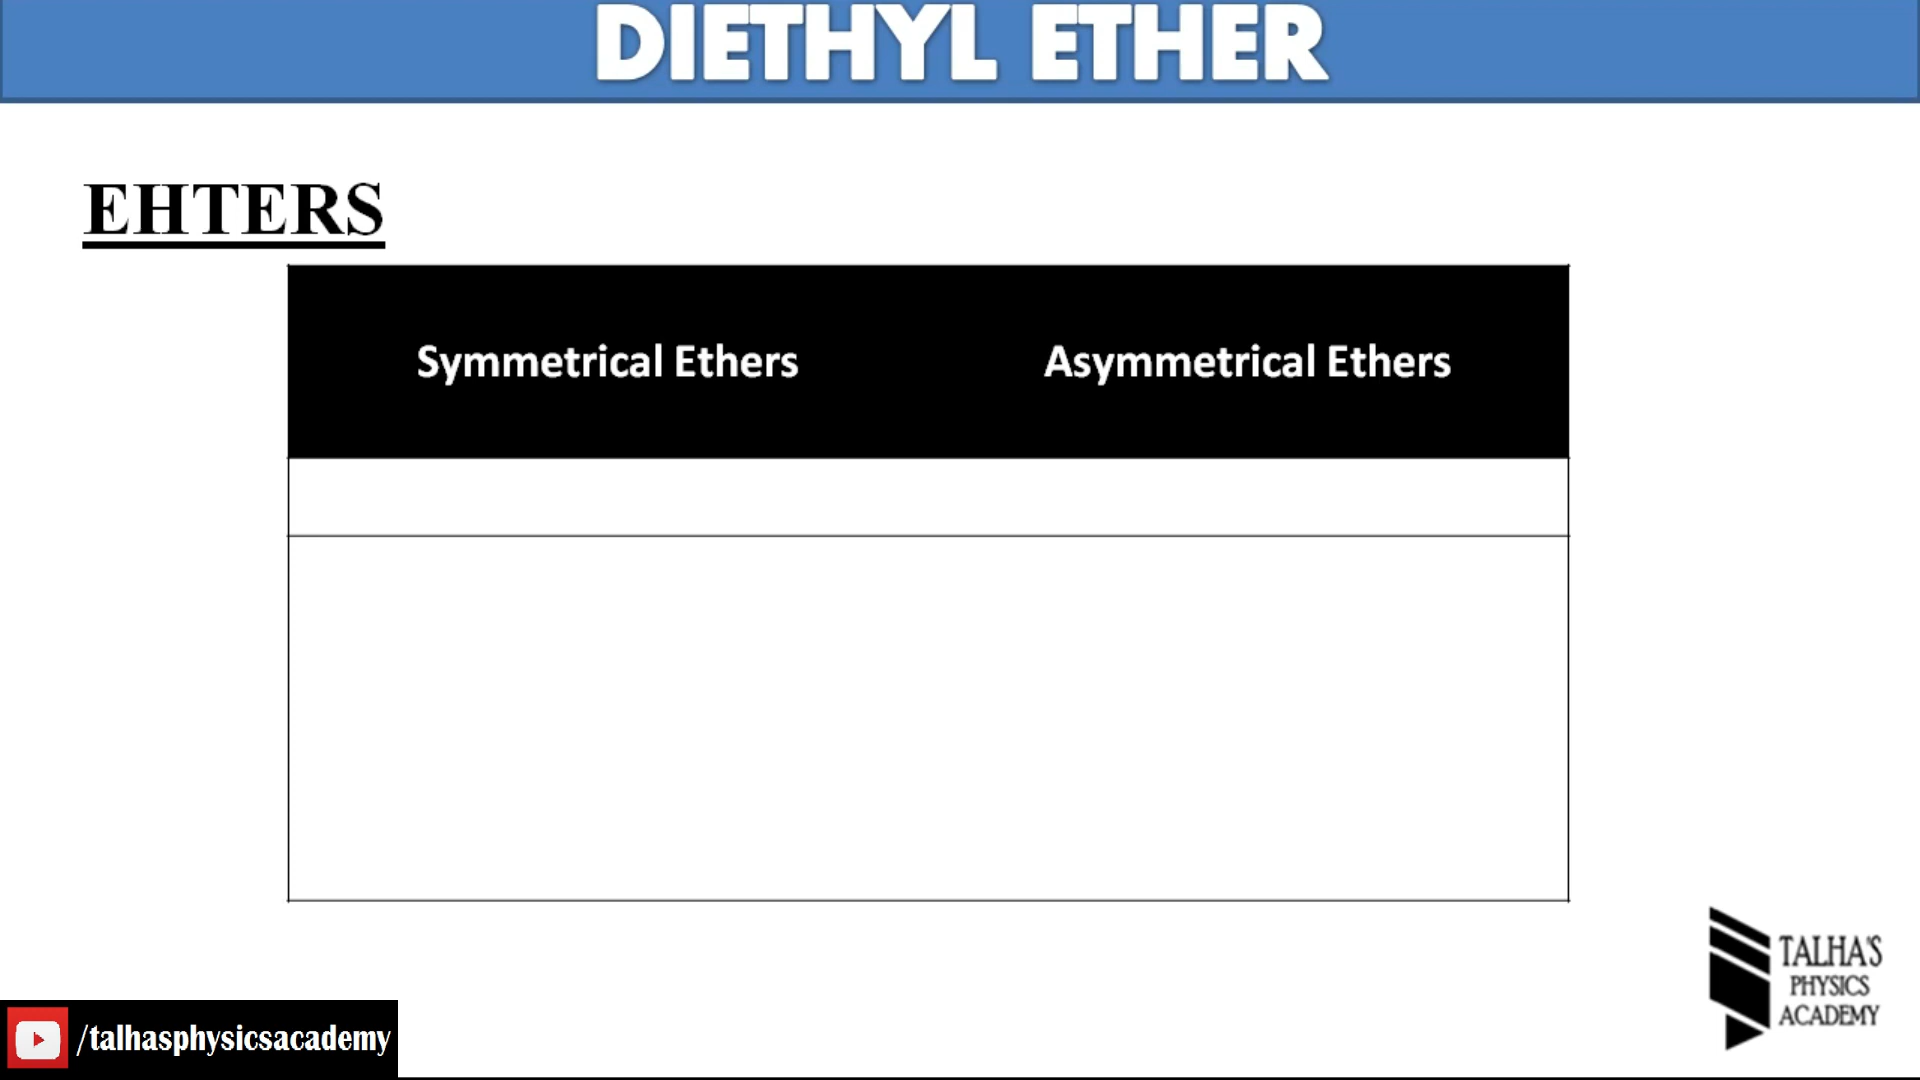 DIETHYL ETHER
EHTERS
Symmetrical Ethers Asymmetrical Ethers
TALHA'S
PHYSICS
ACADEMY
/talhasphysicsacademy